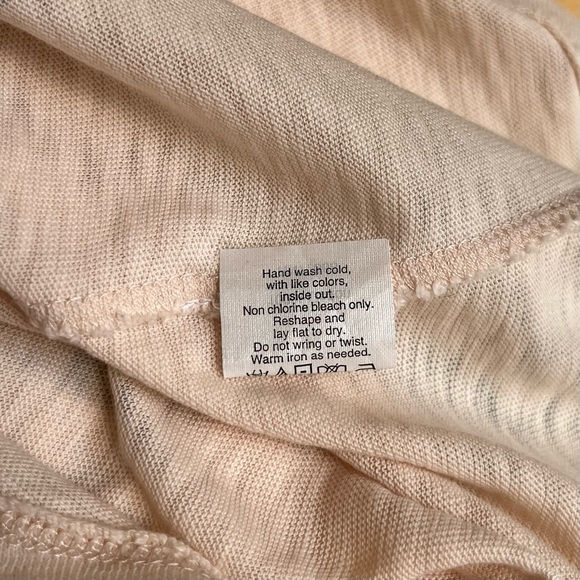 Hand wash cold,
with like colors,
inside out.
Non chlorine bleach only.
Reshape and
lay flat to dry.
Do not wring or twist.
Warm iron as needed.